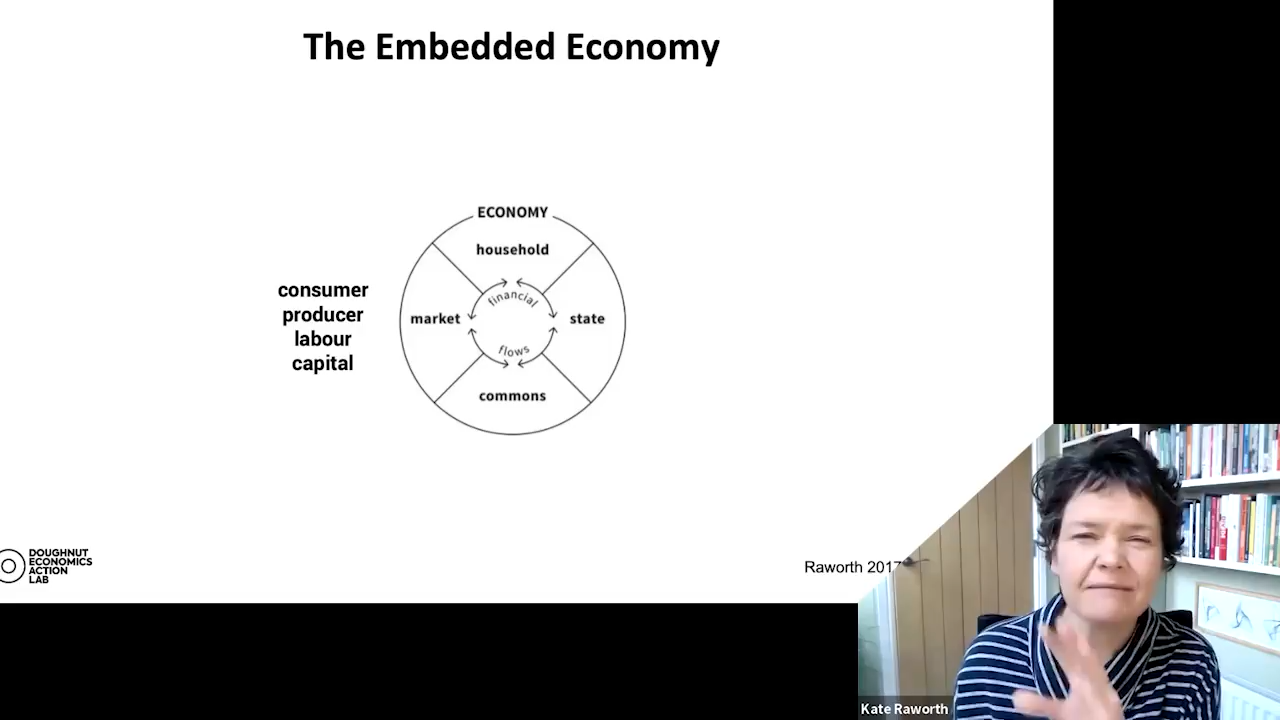 The Embedded Economy
ECONOMY
household
consumer
producer
labour
capital
market
financial
flows
state
commons
DOUGHNUT
ECONOMICS
ACTION
LAB
Raworth 2017
Kate Raworth